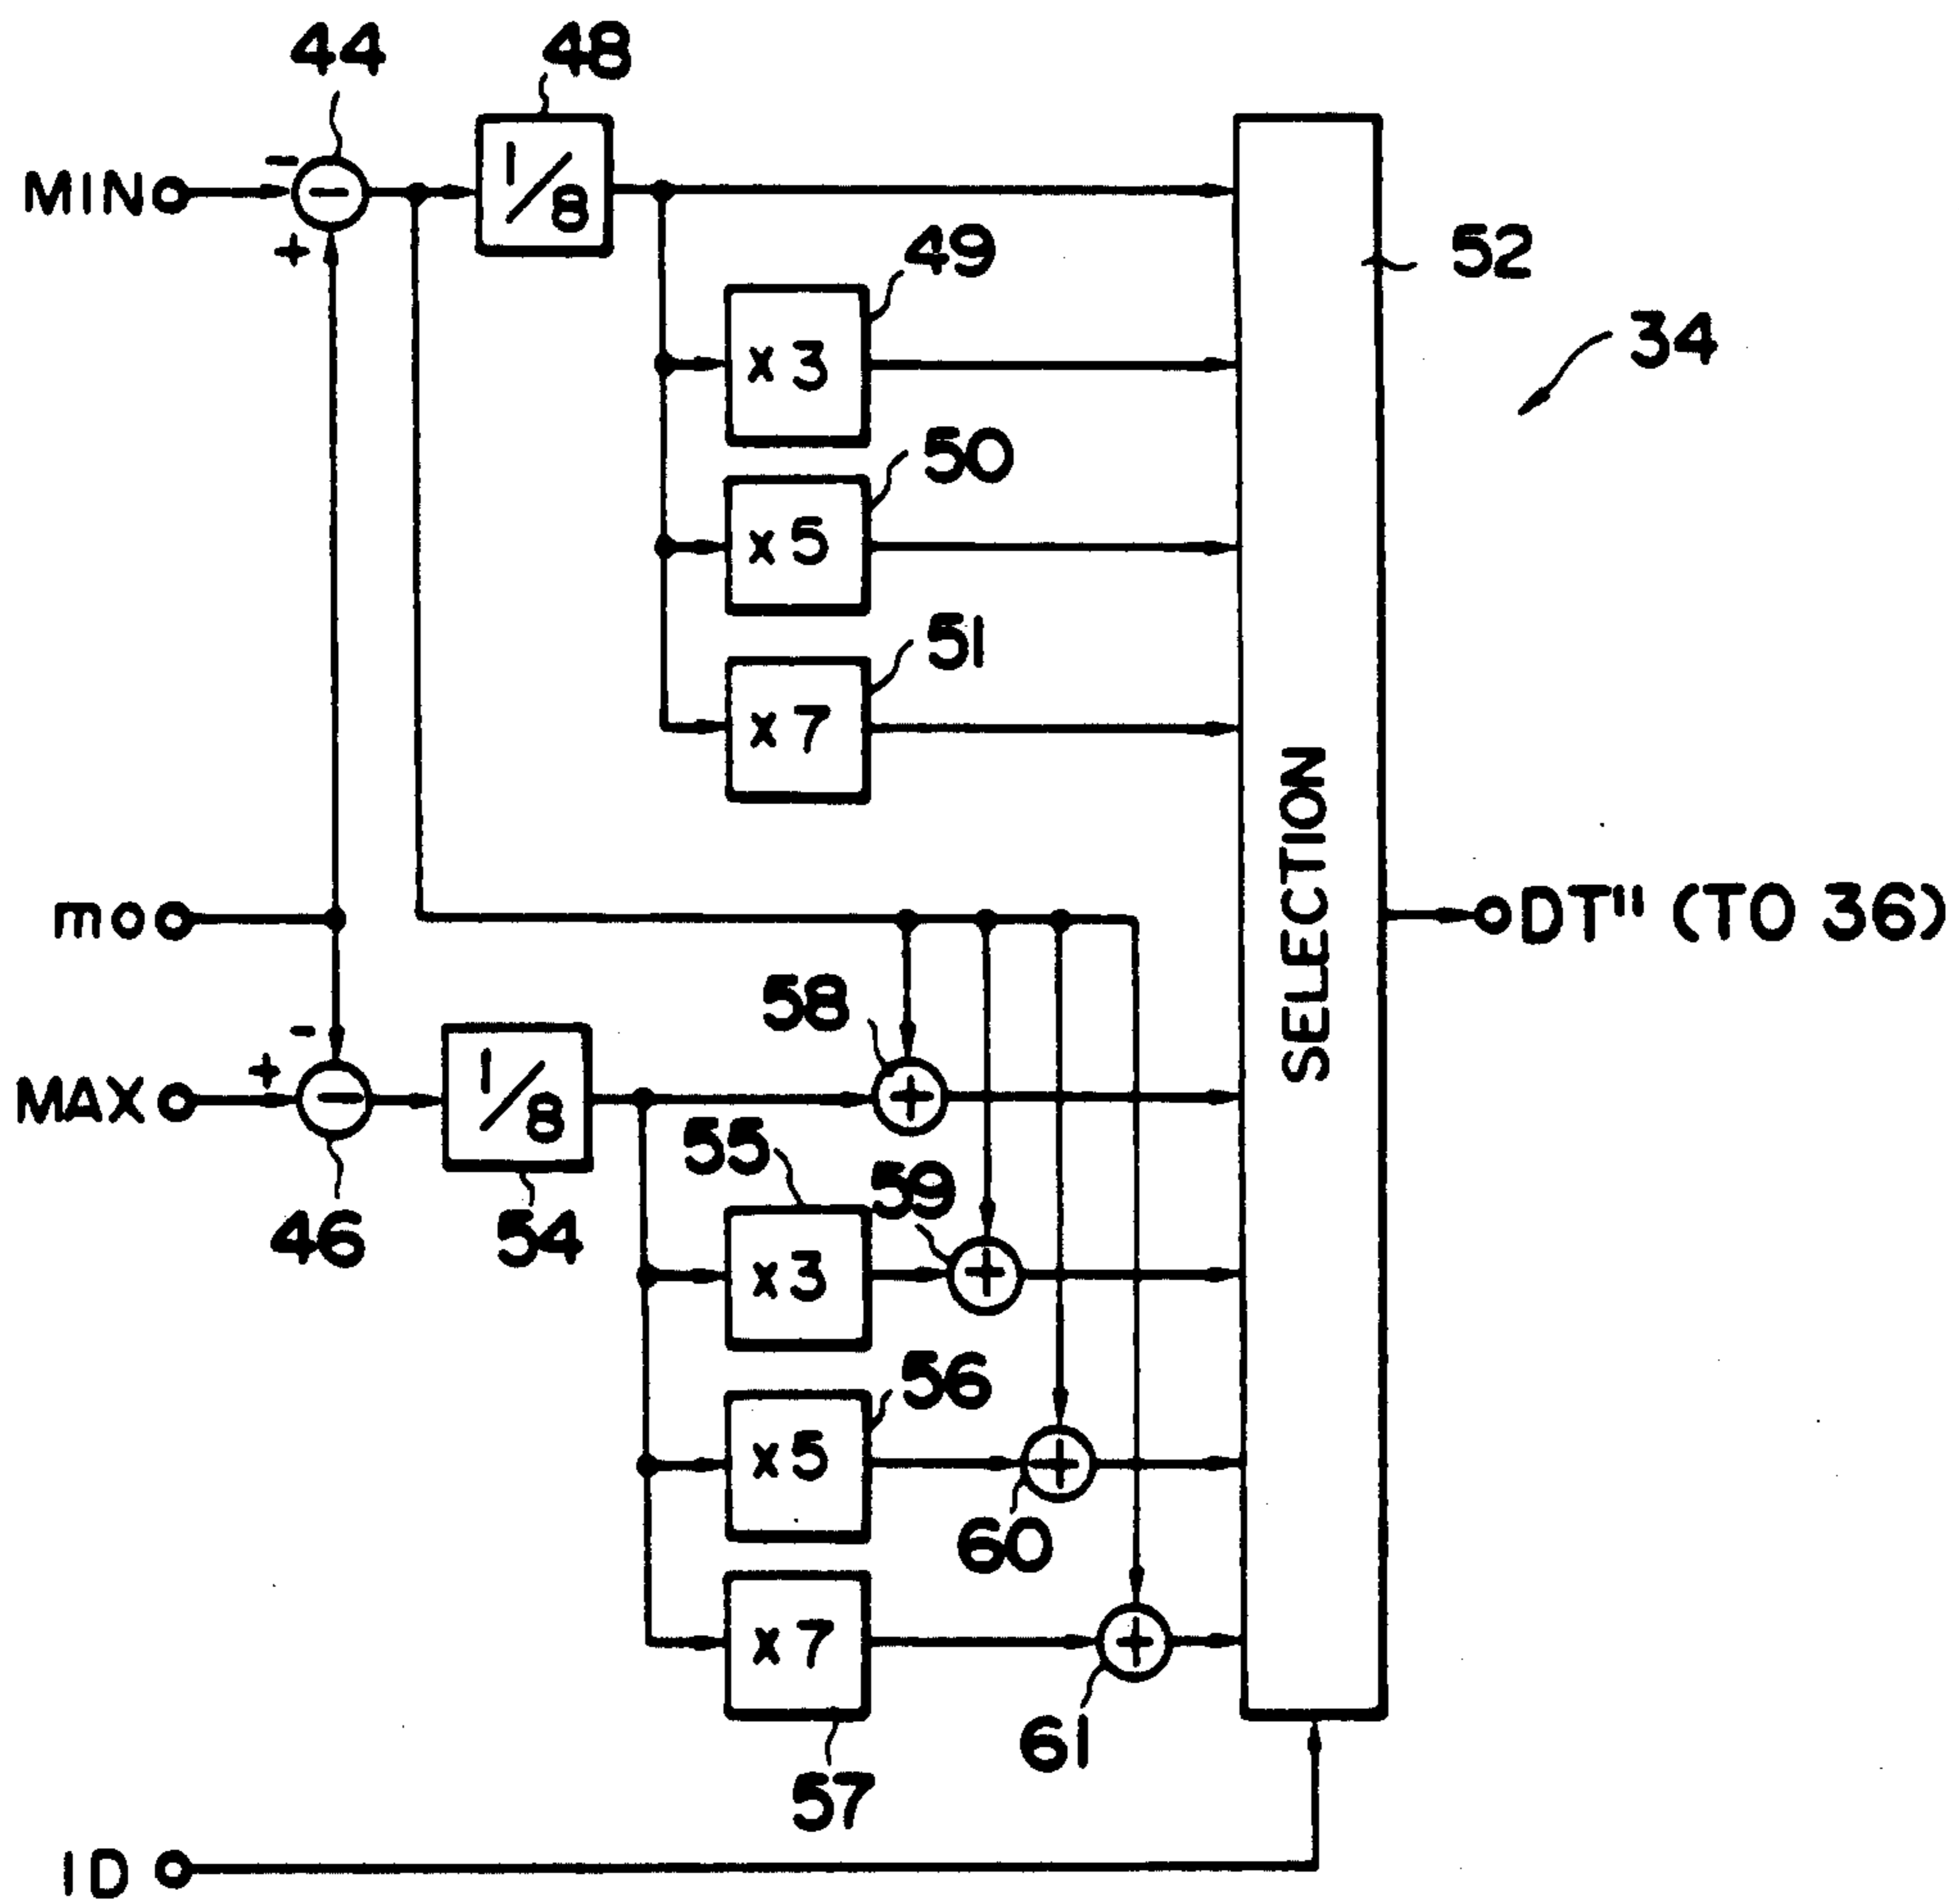 44
48
MIN
-
-
+
1/8
49
52
x 3
34
50
x 5
51
x 7
SELECTION
mo
DT" (TO 36)
58
-
+
MAX
-
1/8
+
55
59
46
54
x 3
+
56
x 5
+
60
x 7
+
61
57
ID